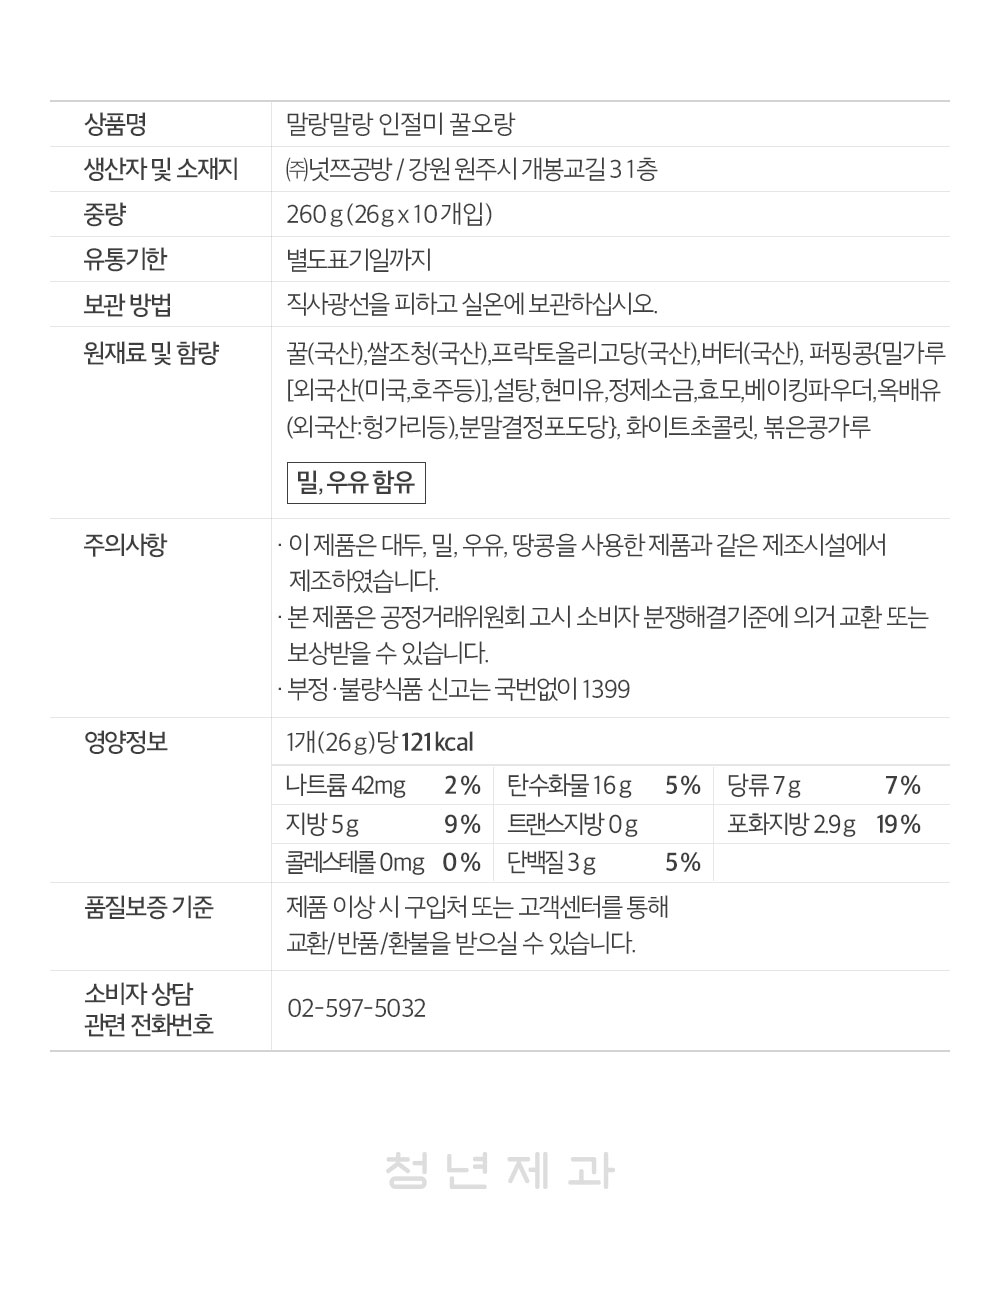 상품명 말랑말랑 인절미 꿀오랑
생산자 및 소재지 ㈜넛쯔공방 / 강원 원주시 개봉교길 3 1층
중량 260g(26g x 10개입)
유통기한 별도표기일까지
보관 방법 직사광선을 피하고 실온에 보관하십시오.
원재료 및 함량 꿀(국산),쌀조청(국산),프락토올리고당(국산),버터(국산), 퍼핑콩{밀가루
[외국산(미국,호주등)],설탕,현미유,정제소금,효모,베이킹파우더,옥배유
(외국산:헝가리등),분말결정포도당}, 화이트초콜릿, 볶은콩가루
밀, 우유 함유
주의사항 · 이 제품은 대두, 밀, 우유, 땅콩을 사용한 제품과 같은 제조시설에서
제조하였습니다.
· 본 제품은 공정거래위원회 고시 소비자 분쟁해결기준에 의거 교환 또는
보상받을 수 있습니다.
· 부정·불량식품 신고는 국번없이 1399
영양정보 1개(26g)당 121kcal
나트륨 42mg 2% 탄수화물 16g 5% 당류 7g 7%
지방 5g 9% 트랜스지방 0g 포화지방 2.9g 19%
콜레스테롤 0mg 0% 단백질 3g 5%
품질보증 기준 제품 이상 시 구입처 또는 고객센터를 통해
교환/반품/환불을 받으실 수 있습니다.
소비자 상담
관련 전화번호 02-597-5032
청년제과